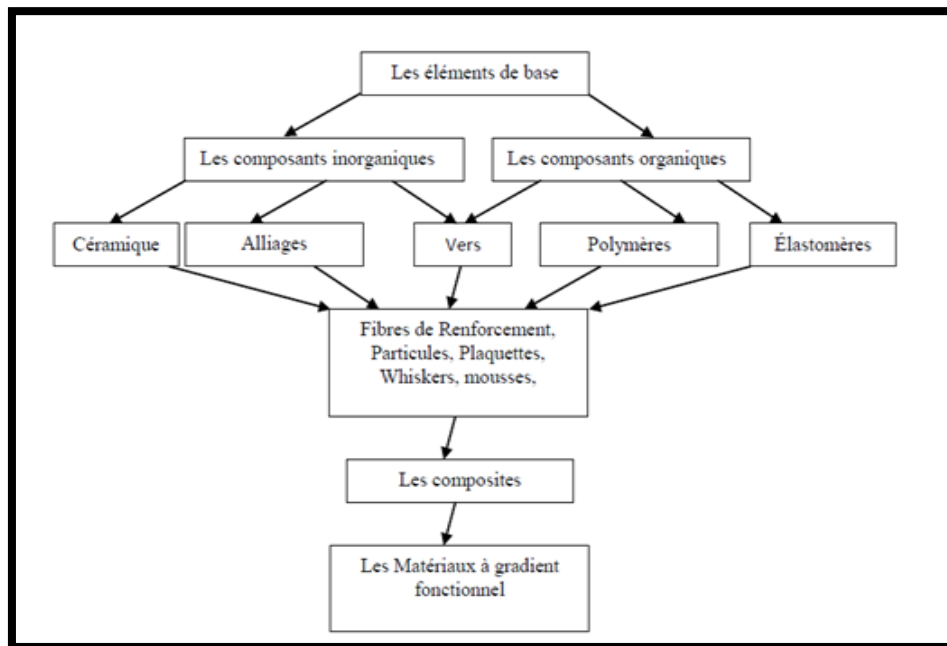 Les éléments de base
Les composants inorganiques
Les composants organiques
Céramique
Alliages
Vers
Polymères
Élastomères
Fibres de Renforcement,
Particules, Plaquettes,
Whiskers, mousses,
Les composites
Les Matériaux à gradient
fonctionnel